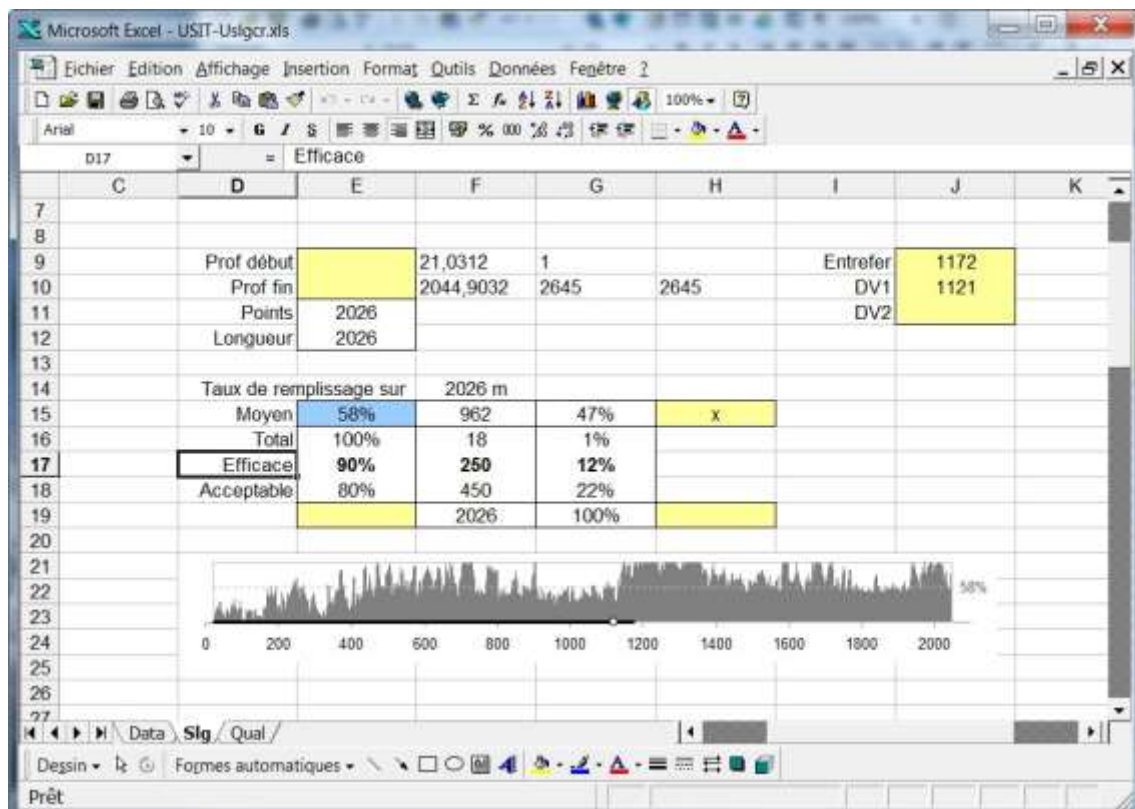 Microsoft Excel - USIT-Uslgcr.xls
Fichier Edition Affichage Insertion Format Outils Données Fenêtre ?
100%
Arial 10 G I S % 000
D17 = Efficace
C D E F G H I J K
7
8
9 Prof début 21,0312 1 Entrefer 1172
10 Prof fin 2044,9032 2645 2645 DV1 1121
11 Points 2026 DV2
12 Longueur 2026
13
14 Taux de remplissage sur 2026 m
15 Moyen 58% 962 47% x
16 Total 100% 18 1%
17 Efficace 90% 250 12%
18 Acceptable 80% 450 22%
19 2026 100%
20
21
22 58%
23
24 0 200 400 600 800 1000 1200 1400 1600 1800 2000
25
26
27
Data Slg Qual
Dessin Formes automatiques
Prêt